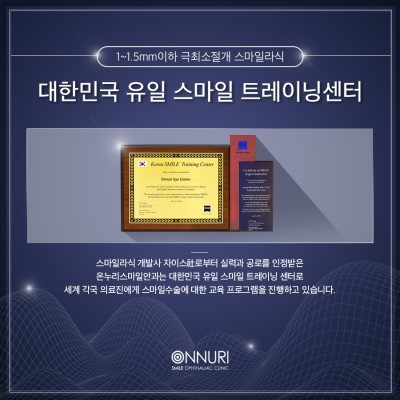 1~1.5mm이하 극최소절개 스마일라식
대한민국 유일 스마일 트레이닝센터
Korea SMILE Training Center
Onnuri Eye Center
스마일라식 개발사 자이스社로부터 실력과 공로를 인정받은
온누리스마일안과는 대한민국 유일 스마일 트레이닝 센터로
세계 각국 의료진에게 스마일수술에 대한 교육 프로그램을 진행하고 있습니다.
ONNURI
SMILE OPHTHALMIC CLINIC